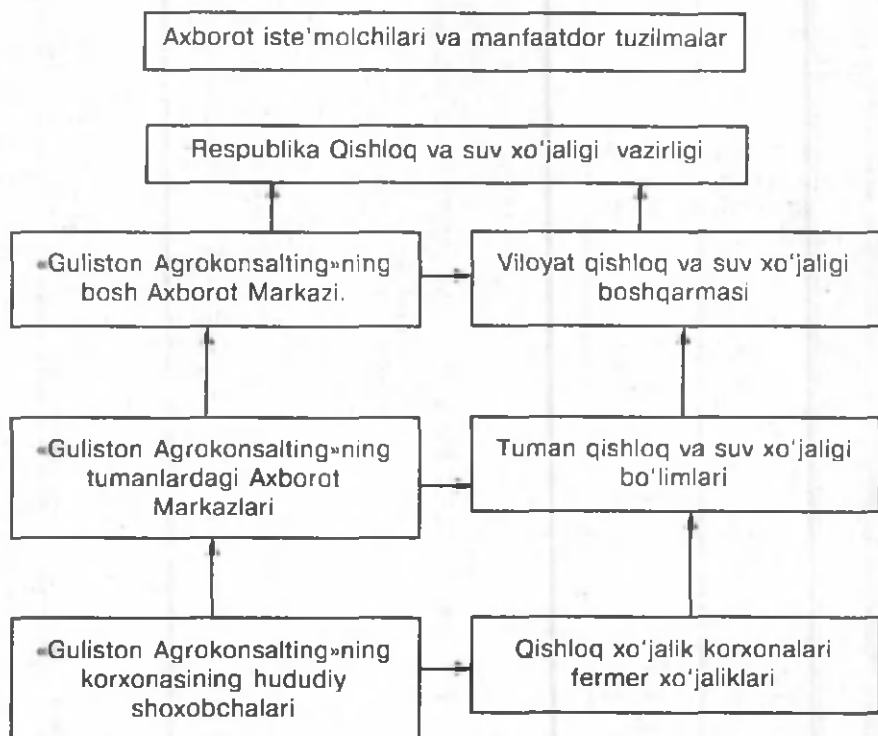 Axborot iste'molchilari va manfaatdor tuzilmalar
Respublika Qishloq va suv xo'jaligi vazirligi
«Guliston Agrokonsalting»ning
bosh Axborot Markazi.
Viloyat qishloq va suv xo'jaligi
boshqarmasi
«Guliston Agrokonsalting»ning
tumanlardagi Axborot
Markazlari
Tuman qishloq va suv xo'jaligi
bo'limlari
«Guliston Agrokonsalting»ning
korxonasining hududiy
shoxobchalari
Qishloq xo'jalik korxonalari
fermer xo'jaliklari